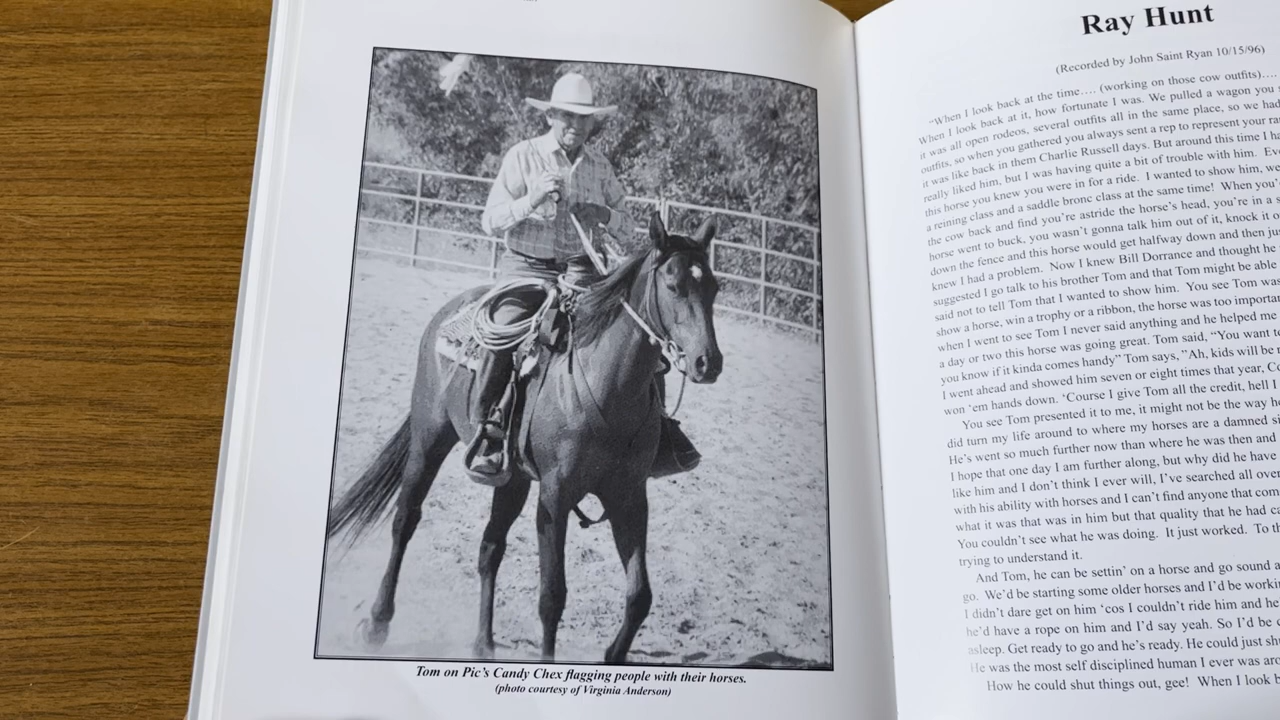 Tom on Pic's Candy Chex flagging people with their horses.
(photo courtesy of Virginia Anderson)
Ray Hunt
(Recorded by John Saint Ryan 10/15/96)
"When I look back at the time.... (working on those cow outfits)....
When I look back at it, how fortunate I was. We pulled a wagon you
it was all open rodeos, several outfits all in the same place, so we had
outfits, so when you gathered you always sent a rep to represent your
it was like back in them Charlie Russell days. But around this time I
really liked him, but I was having quite a bit of trouble with him.
this horse you knew you were in for a ride. I wanted to show him,
a reining class and a saddle bronc class at the same time! When you
the cow back and find you're astride the horse's head, you're in a
horse went to buck, you wasn't gonna talk him out of it, knock it
down the fence and this horse would get halfway down and then
knew I had a problem. Now I knew Bill Dorrance and thought he
suggested I go talk to his brother Tom and that Tom might be able
said not to tell Tom that I wanted to show him. You see Tom
show a horse, win a trophy or a ribbon, the horse was too
when I went to see Tom I never said anything and he helped me
a day or two this horse was going great. Tom said, "You want
you know if it kinda comes handy" Tom says, "Ah, kids will be
I went ahead and showed him seven or eight times that year,
won 'em hands down. 'Course I give Tom all the credit, hell I
You see Tom presented it to me, it might not be the way
did turn my life around to where my horses are a damned
He's went so much further now than where he was then and
I hope that one day I am further along, but why did he have
like him and I don't think I ever will, I've searched all over
with his ability with horses and I can't find anyone that
what it was that was in him but that quality that he had
You couldn't see what he was doing. It just worked. To
trying to understand it.
And Tom, he can be settin' on a horse and go sound
go. We'd be starting some older horses and I'd be
I didn't dare get on him 'cos I couldn't ride him and
he'd have a rope on him and I'd say yeah. So I'd be
asleep. Get ready to go and he's ready. He could just
He was the most self disciplined human I ever was
How he could shut things out, gee! When I look